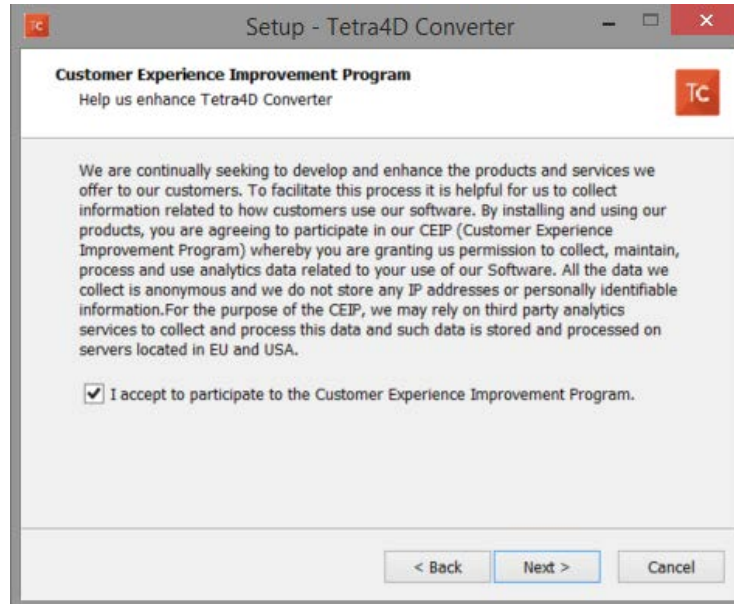 TC
Setup - Tetra4D Converter
Customer Experience Improvement Program
Help us enhance Tetra4D Converter
TC
We are continually seeking to develop and enhance the products and services we
offer to our customers. To facilitate this process it is helpful for us to collect
information related to how customers use our software. By installing and using our
products, you are agreeing to participate in our CEIP (Customer Experience
Improvement Program) whereby you are granting us permission to collect, maintain,
process and use analytics data related to your use of our Software. All the data we
collect is anonymous and we do not store any IP addresses or personally identifiable
information.For the purpose of the CEIP, we may rely on third party analytics
services to collect and process this data and such data is stored and processed on
servers located in EU and USA.
I accept to participate to the Customer Experience Improvement Program.
< Back
Next >
Cancel